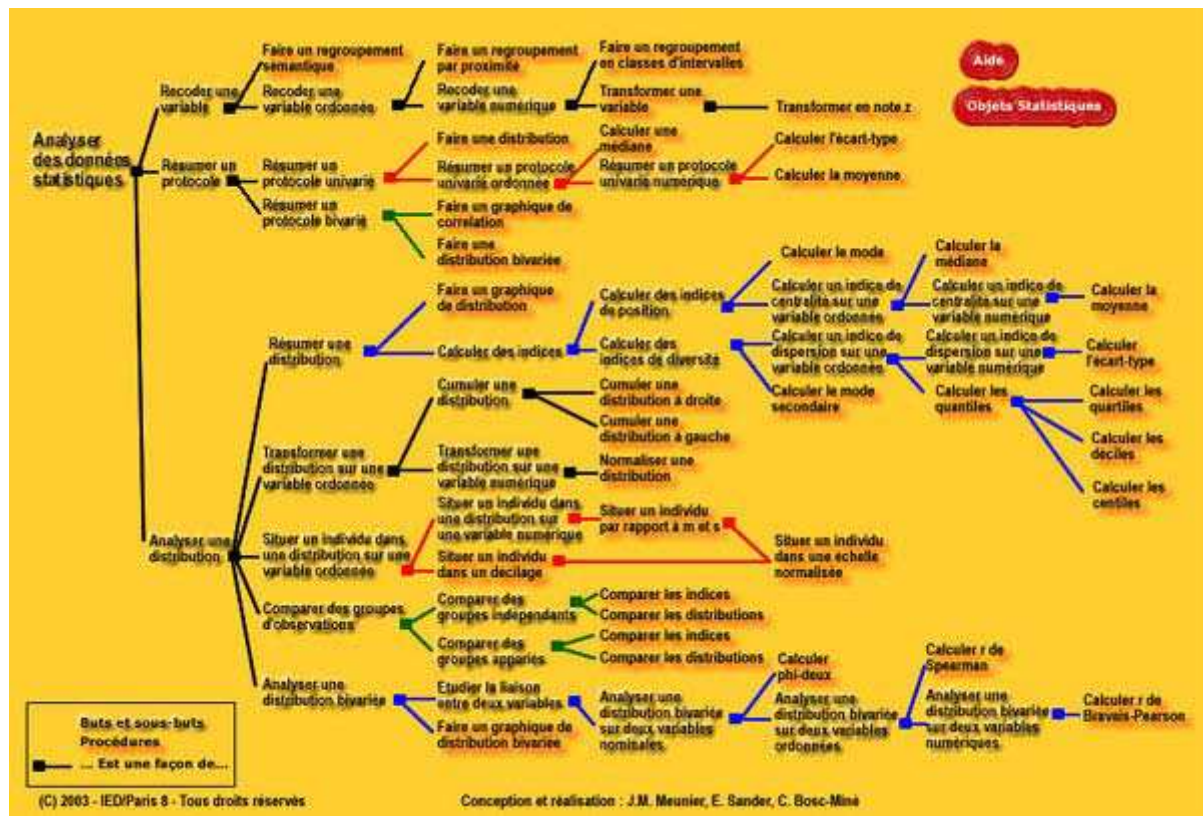 Analyser
des données
statistiques
Recoder une
variable
Faire un regroupement
sémantique
Recoder une
variable ordonnée
Faire un regroupement
par proximité
Recoder une
variable numérique
Faire un regroupement
en classes d'intervalles
Transformer une
variable
Transformer en note z
Aide
Objets Statistiques
Résumer un
protocole
Résumer un
protocole univarié
Faire une distribution
Résumer un protocole
univarié ordonnée
Calculer une
médiane
Résumer un protocole
univarié numérique
Calculer l'écart-type
Calculer la moyenne
Résumer un
protocole bivarié
Faire un graphique de
correlation
Faire une
distribution bivariée
Analyser une
distribution
Résumer une
distribution
Faire un graphique
de distribution
Calculer des indices
Calculer des indices
de position
Calculer le mode
Calculer un indice de
centralité sur une
variable ordonnée
Calculer la
médiane
Calculer un indice de
centralité sur une
variable numérique
Calculer la
moyenne
Calculer des
indices de diversité
Calculer un indice de
dispersion sur une
variable ordonnée
Calculer un indice de
dispersion sur une
variable numérique
Calculer
l'écart-type
Calculer le mode
secondaire
Calculer les
quantiles
Calculer les
quartiles
Calculer les
déciles
Calculer les
centiles
Transformer une
distribution sur une
variable ordonnée
Cumuler une
distribution
Cumuler une
distribution à droite
Cumuler une
distribution à gauche
Transformer une
distribution sur une
variable numérique
Normaliser une
distribution
Situer un individu dans
une distribution sur une
variable ordonnée
Situer un individu dans
une distribution sur
une variable numérique
Situer un individu
par rapport à m et s
Situer un individu
dans un décilage
Situer un individu
dans une échelle
normalisée
Comparer des groupes
d'observations
Comparer des
groupes indépendants
Comparer les indices
Comparer les distributions
Comparer des
groupes appariés
Comparer les indices
Comparer les distributions
Analyser une
distribution bivariée
Etudier la liaison
entre deux variables
Faire un graphique de
distribution bivariée
Analyser une
distribution bivariée
sur deux variables
nominales.
Calculer
phi-deux
Analyser une
distribution bivariée
sur deux variables
ordonnées.
Calculer r de
Spearman
Analyser une
distribution bivariée
sur deux variables
numériques.
Calculer r de
Bravais-Pearson
Buts et sous-buts
Procédures
... Est une façon de...
(C) 2003 - IED/Paris 8 - Tous droits réservés
Conception et réalisation : J.M. Meunier, E. Sander, C. Bosc-Miné